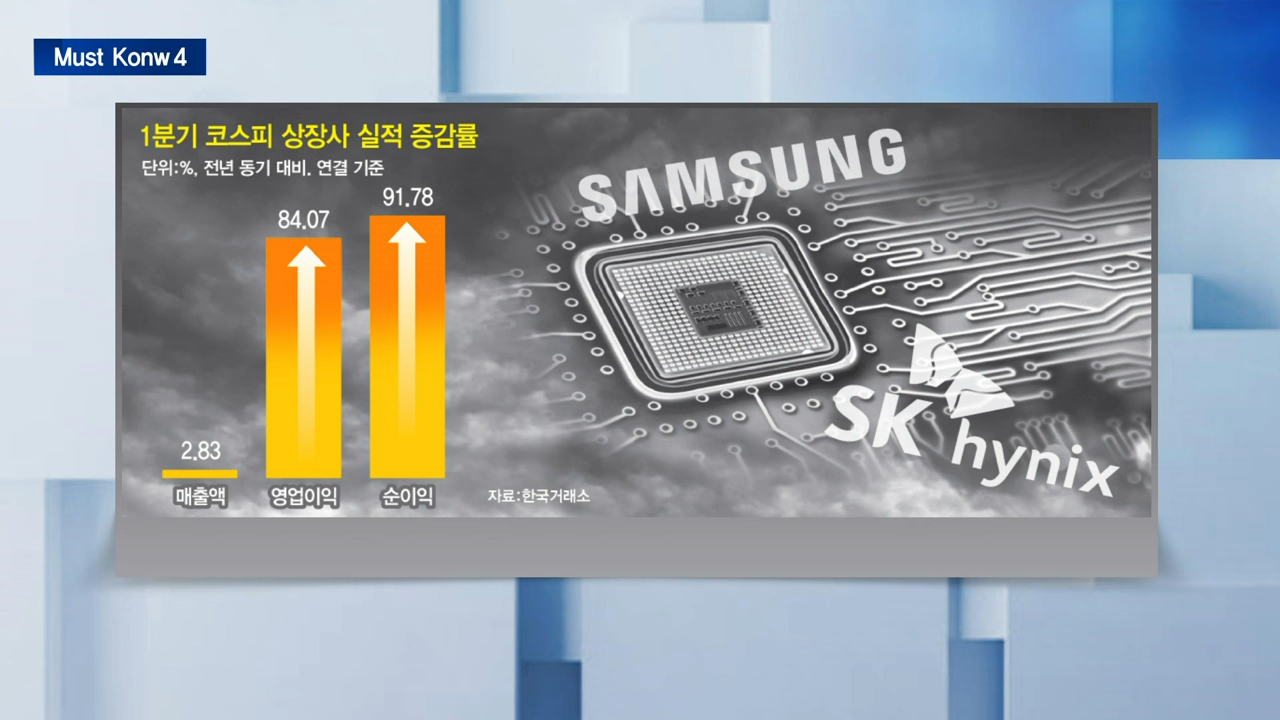 Must Konw 4
1분기 코스피 상장사 실적 증감률
단위:%, 전년 동기 대비. 연결 기준
91.78
84.07
2.83
매출액 영업이익 순이익
자료:한국거래소
SAMSUNG
SK hynix